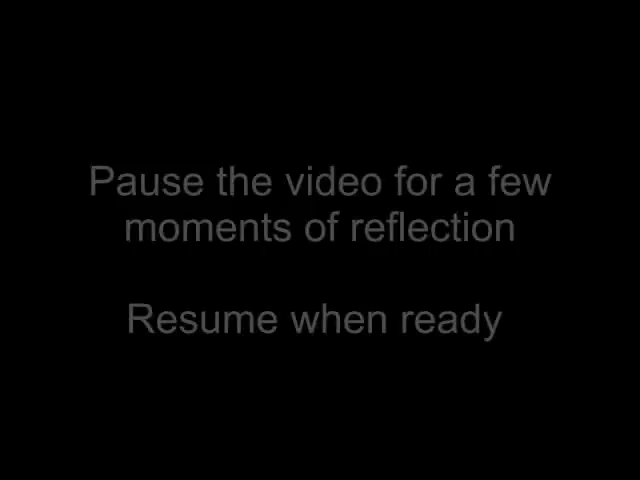 Pause the video for a few
moments of reflection
Resume when ready